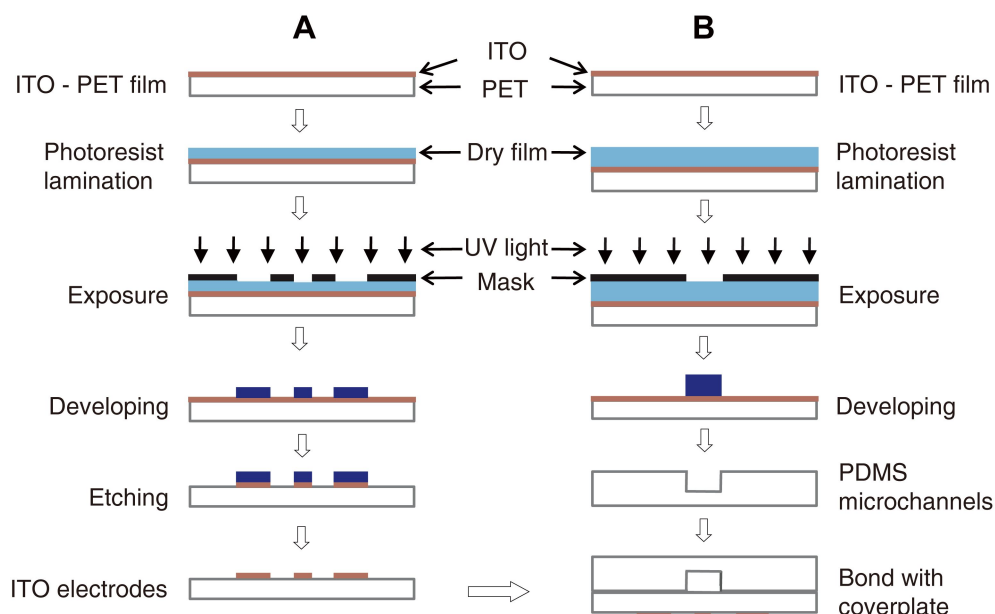 A
B
ITO
ITO - PET film
PET
ITO - PET film
Photoresist
lamination
Dry film
Photoresist
lamination
UV light
Mask
Exposure
Exposure
Developing
Developing
Etching
PDMS
microchannels
ITO electrodes
Bond with
coverplate